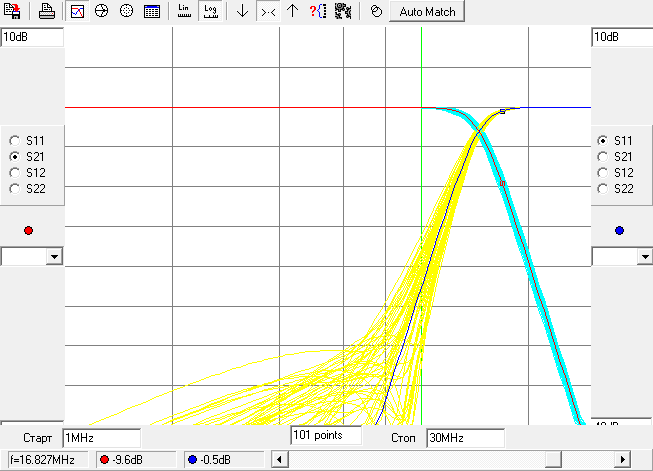 Lin Log Auto Match
10dB 10dB
S11 S11
S21 S21
S12 S12
S22 S22
Старт 1MHz 101 points Стоп 30MHz
f=16.827MHz -9.6dB -0.5dB